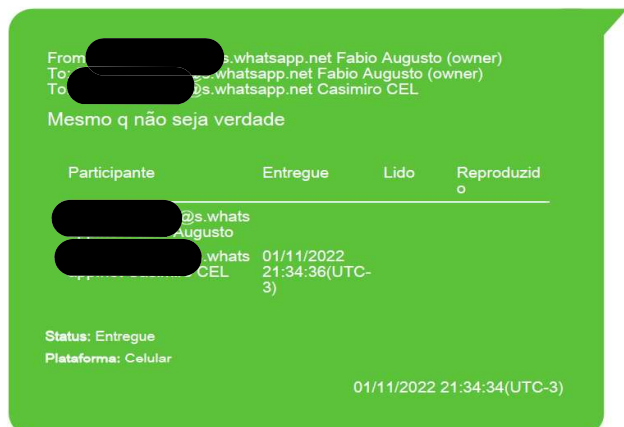 From s.whatsapp.net Fabio Augusto (owner)
To: @s.whatsapp.net Fabio Augusto (owner)
To @s.whatsapp.net Casimiro CEL
Mesmo q não seja verdade
Participante Entregue Lido Reproduzid
o
@s.whats
Augusto
.whats 01/11/2022
CEL 21:34:36(UTC-
3)
Status: Entregue
Plataforma: Celular
01/11/2022 21:34:34(UTC-3)